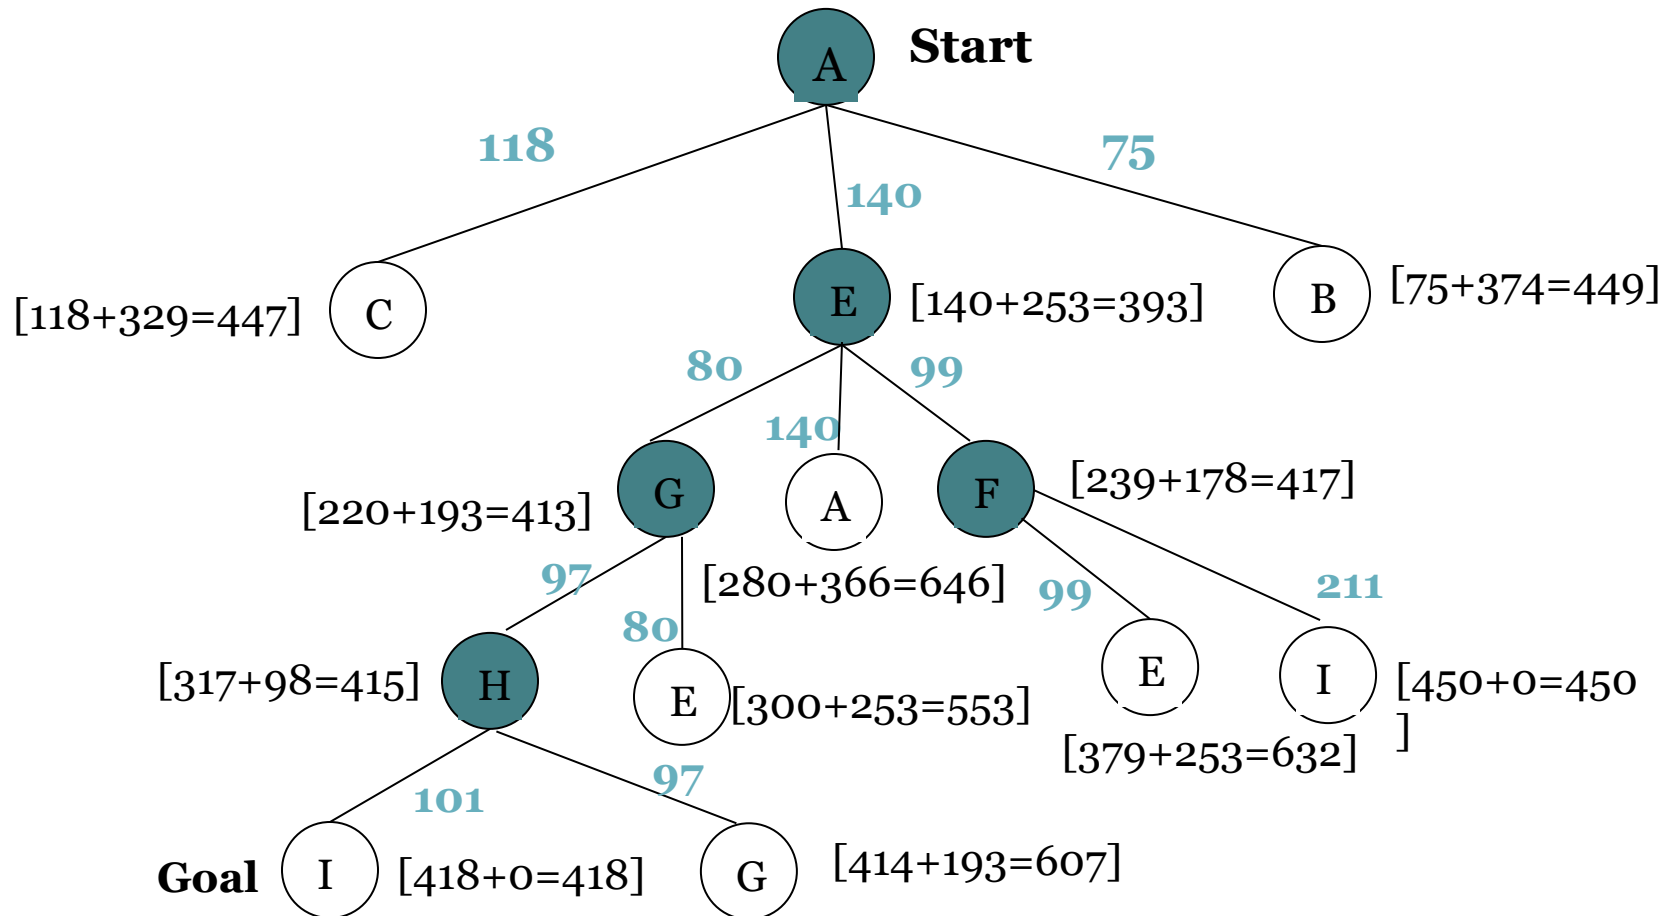 A
Start
118
140
75
[118+329=447]
C
E
[140+253=393]
B
[75+374=449]
80
140
99
[220+193=413]
G
A
F
[239+178=417]
97
80
[280+366=646]
99
211
[317+98=415]
H
E
[300+253=553]
E
I
[450+0=450
]
[379+253=632]
101
97
Goal
I
[418+0=418]
G
[414+193=607]